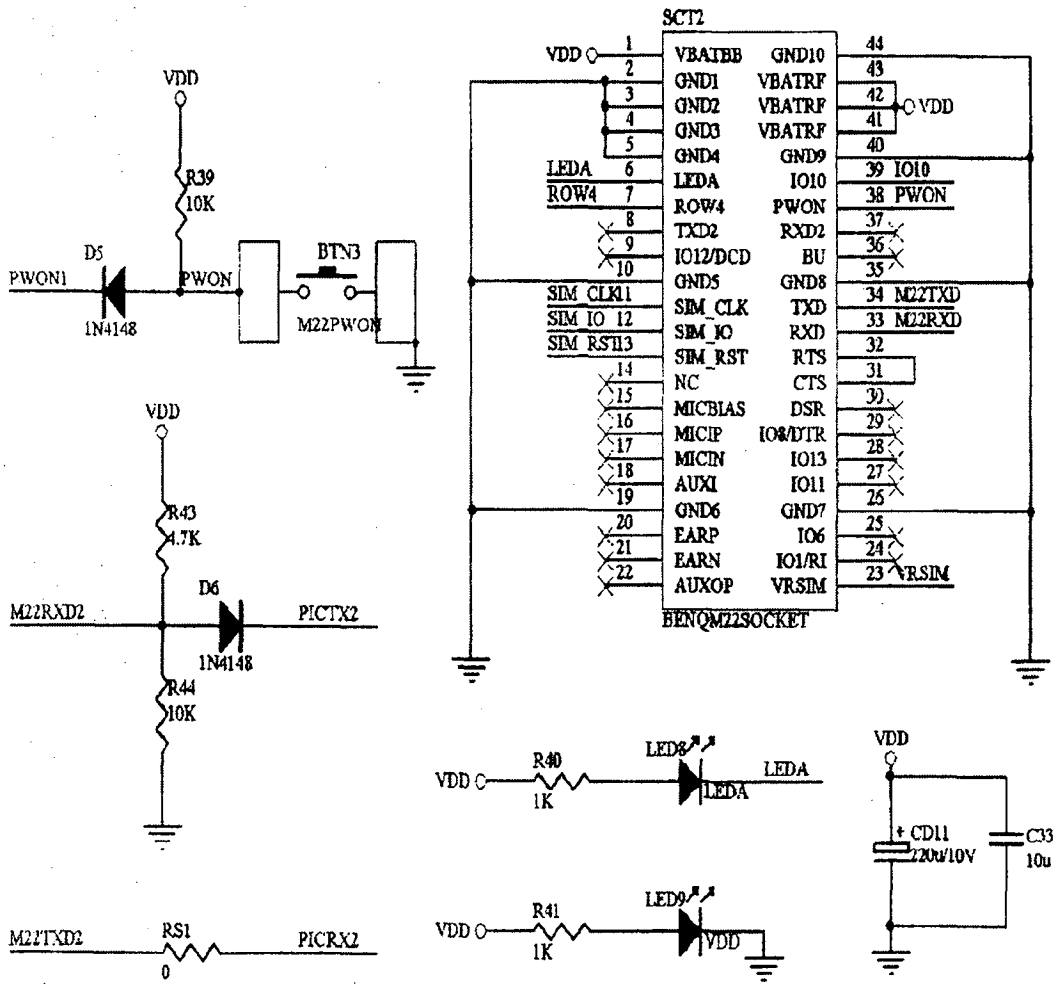 VDD
R39
10K
D5
PWON1
1N4148
PWON
BTN3
M22PWON
VDD
R43
4.7K
D6
M22RXD2
PICTX2
1N4148
R44
10K
M22TXD2
RS1
PICRX2
0
SCT2
VDD 1 VBATBB GND10 44
2 GND1 VBATRF 43
3 GND2 VBATRF 42 VDD
4 GND3 VBATRF 41
5 GND4 GND9 40
LEDA 6 LEDA IO10 39 IO10
ROW4 7 ROW4 PWON 38 PWON
8 TXD2 RXD2 37
9 IO12/DCD BU 36
10 GND5 GND8 35
SIM_CLK 11 SIM_CLK TXD 34 M22TXD
SIM_IO 12 SIM_IO RXD 33 M22RXD
SIM_RST 13 SIM_RST RTS 32
14 NC CTS 31
15 MICBIAS DSR 30
16 MICIP IO8/DTR 29
17 MICIN IO13 28
18 AUXI IO11 27
19 GND6 GND7 26
20 EARP IO6 25
21 EARN IO1/RI 24
22 AUXOP VRSIM 23 VRSIM
BENQM22SOCKET
VDD R40 LED8 LEDA
1K LEDA
VDD R41 LED9
1K VDD
VDD
+ CD11
220u/10V
C33
10u